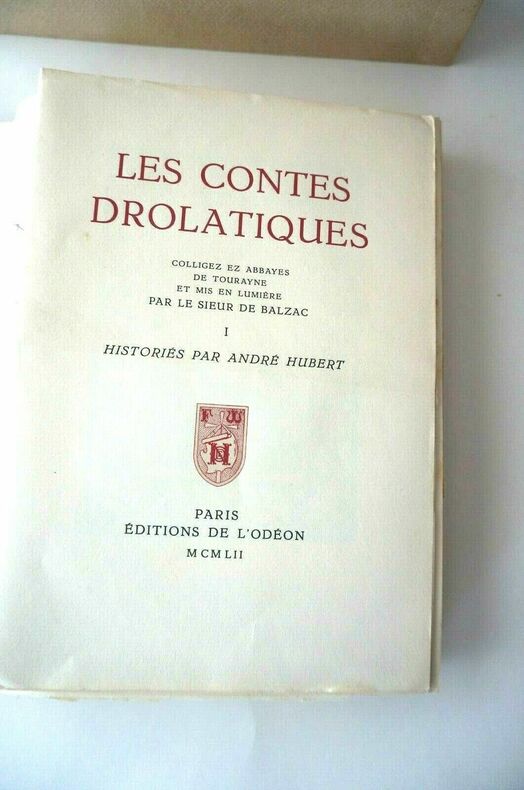 LES CONTES
DROLATIQUES
COLLIGEZ EZ ABBAYES
DE TOURAYNE
ET MIS EN LUMIÈRE
PAR LE SIEUR DE BALZAC
I
HISTORIÉS PAR ANDRÉ HUBERT
F W
H
PARIS
ÉDITIONS DE L'ODÉON
MCMLII